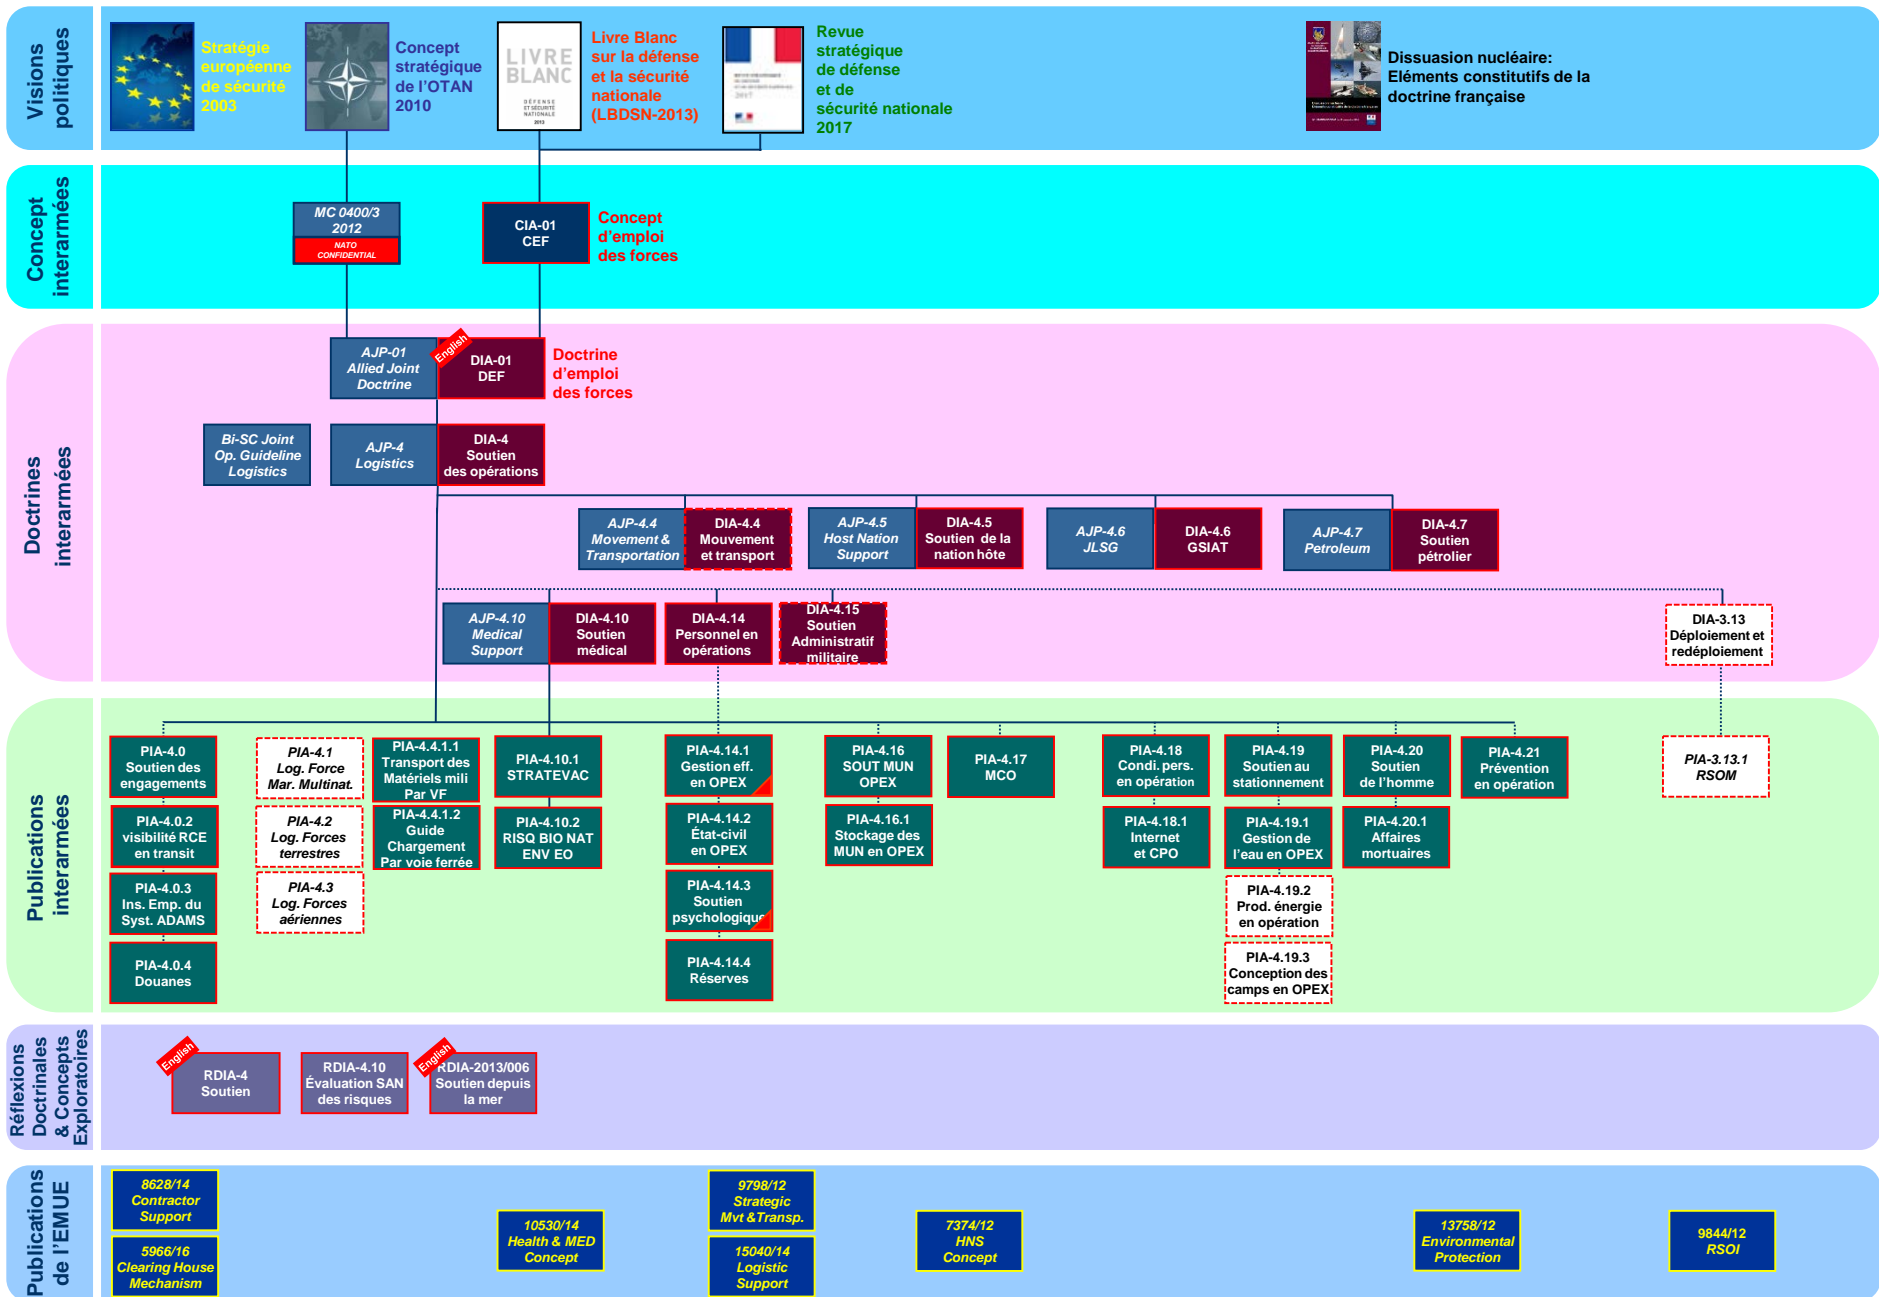 Visions
politiques
Stratégie
européenne
de sécurité
2003
Concept
stratégique
de l'OTAN
2010
LIVRE
BLANC
DÉFENSE
ET SÉCURITÉ
NATIONALE
2013
Livre Blanc
sur la défense
et la sécurité
nationale
(LBDSN-2013)
2017
Revue
stratégique
de défense
et de
sécurité nationale
2017
Dissuasion nucléaire:
Eléments constitutifs de la
doctrine française
Concept
interarmées
MC 0400/3
2012
NATO
CONFIDENTIAL
CIA-01
CEF
Concept
d'emploi
des forces
Doctrines
interarmées
AJP-01
Allied Joint
Doctrine
English
DIA-01
DEF
Doctrine
d'emploi
des forces
Bi-SC Joint
Op. Guideline
Logistics
AJP-4
Logistics
DIA-4
Soutien
des opérations
AJP-4.4
Movement &
Transportation
DIA-4.4
Mouvement
et transport
AJP-4.5
Host Nation
Support
DIA-4.5
Soutien de la
nation hôte
AJP-4.6
JLSG
DIA-4.6
GSIAT
AJP-4.7
Petroleum
DIA-4.7
Soutien
pétrolier
AJP-4.10
Medical
Support
DIA-4.10
Soutien
médical
DIA-4.14
Personnel en
opérations
DIA-4.15
Soutien
Administratif
militaire
DIA-3.13
Déploiement et
redéploiement
Publications
interarmées
PIA-4.0
Soutien des
engagements
PIA-4.0.2
visibilité RCE
en transit
PIA-4.0.3
Ins. Emp. du
Syst. ADAMS
PIA-4.0.4
Douanes
PIA-4.1
Log. Force
Mar. Multinat.
PIA-4.2
Log. Forces
terrestres
PIA-4.3
Log. Forces
aériennes
PIA-4.4.1.1
Transport des
Matériels mili
Par VF
PIA-4.4.1.2
Guide
Chargement
Par voie ferrée
PIA-4.10.1
STRATEVAC
PIA-4.10.2
RISQ BIO NAT
ENV EO
PIA-4.14.1
Gestion eff.
en OPEX
PIA-4.14.2
État-civil
en OPEX
PIA-4.14.3
Soutien
psychologique
PIA-4.14.4
Réserves
PIA-4.16
SOUT MUN
OPEX
PIA-4.16.1
Stockage des
MUN en OPEX
PIA-4.17
MCO
PIA-4.18
Condi. pers.
en opération
PIA-4.18.1
Internet
et CPO
PIA-4.19
Soutien au
stationnement
PIA-4.19.1
Gestion de
l'eau en OPEX
PIA-4.19.2
Prod. énergie
en opération
PIA-4.19.3
Conception des
camps en OPEX
PIA-4.20
Soutien
de l'homme
PIA-4.20.1
Affaires
mortuaires
PIA-4.21
Prévention
en opération
PIA-3.13.1
RSOM
Réflexions
Doctrinales
& Concepts
Exploratoires
English
RDIA-4
Soutien
RDIA-4.10
Évaluation SAN
des risques
English
RDIA-2013/006
Soutien depuis
la mer
Publications
de l'EMUE
8628/14
Contractor
Support
5966/16
Clearing House
Mechanism
10530/14
Health & MED
Concept
9798/12
Strategic
Mvt &Transp.
15040/14
Logistic
Support
7374/12
HNS
Concept
13758/12
Environmental
Protection
9844/12
RSOI